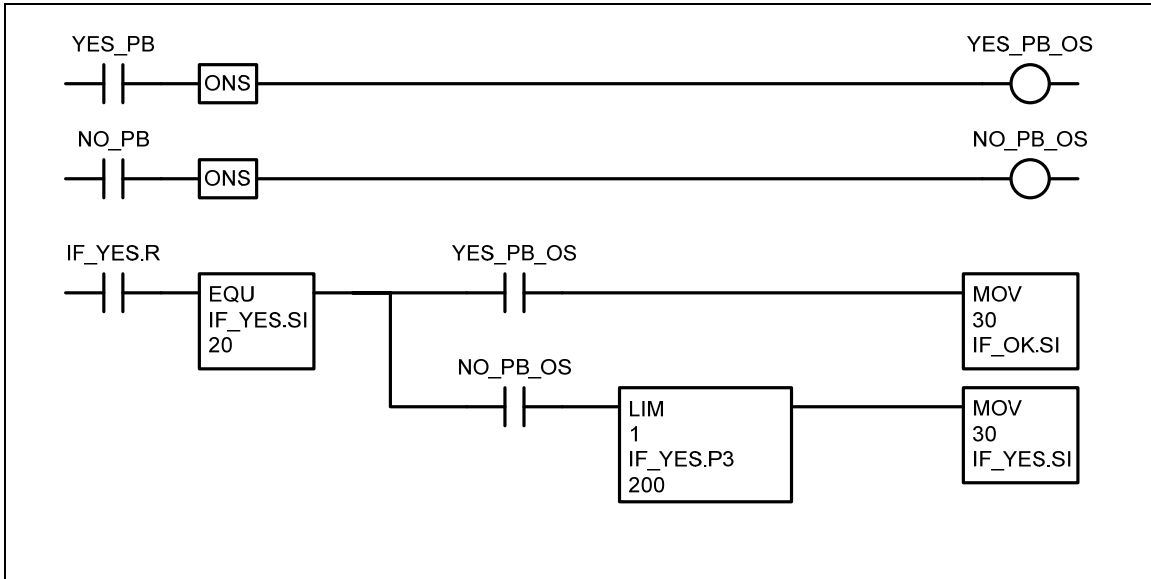 YES_PB
YES_PB_OS
ONS
NO_PB
NO_PB_OS
ONS
IF_YES.R
YES_PB_OS
EQU
IF_YES.SI
20
MOV
30
IF_OK.SI
NO_PB_OS
LIM
1
IF_YES.P3
200
MOV
30
IF_YES.SI